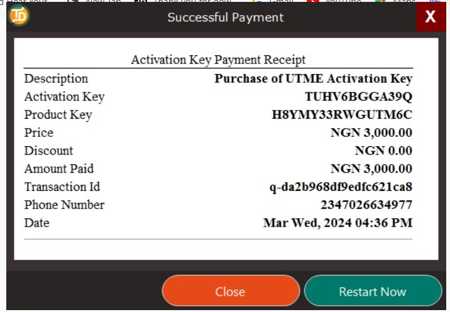 Successful Payment
X
Activation Key Payment Receipt
Description Purchase of UTME Activation Key
Activation Key TUHV6BGGA39Q
Product Key H8YMY33RWGUTM6C
Price NGN 3,000.00
Discount NGN 0.00
Amount Paid NGN 3,000.00
Transaction Id q-da2b968df9edfc621ca8
Phone Number 2347026634977
Date Mar Wed, 2024 04:36 PM
Close Restart Now